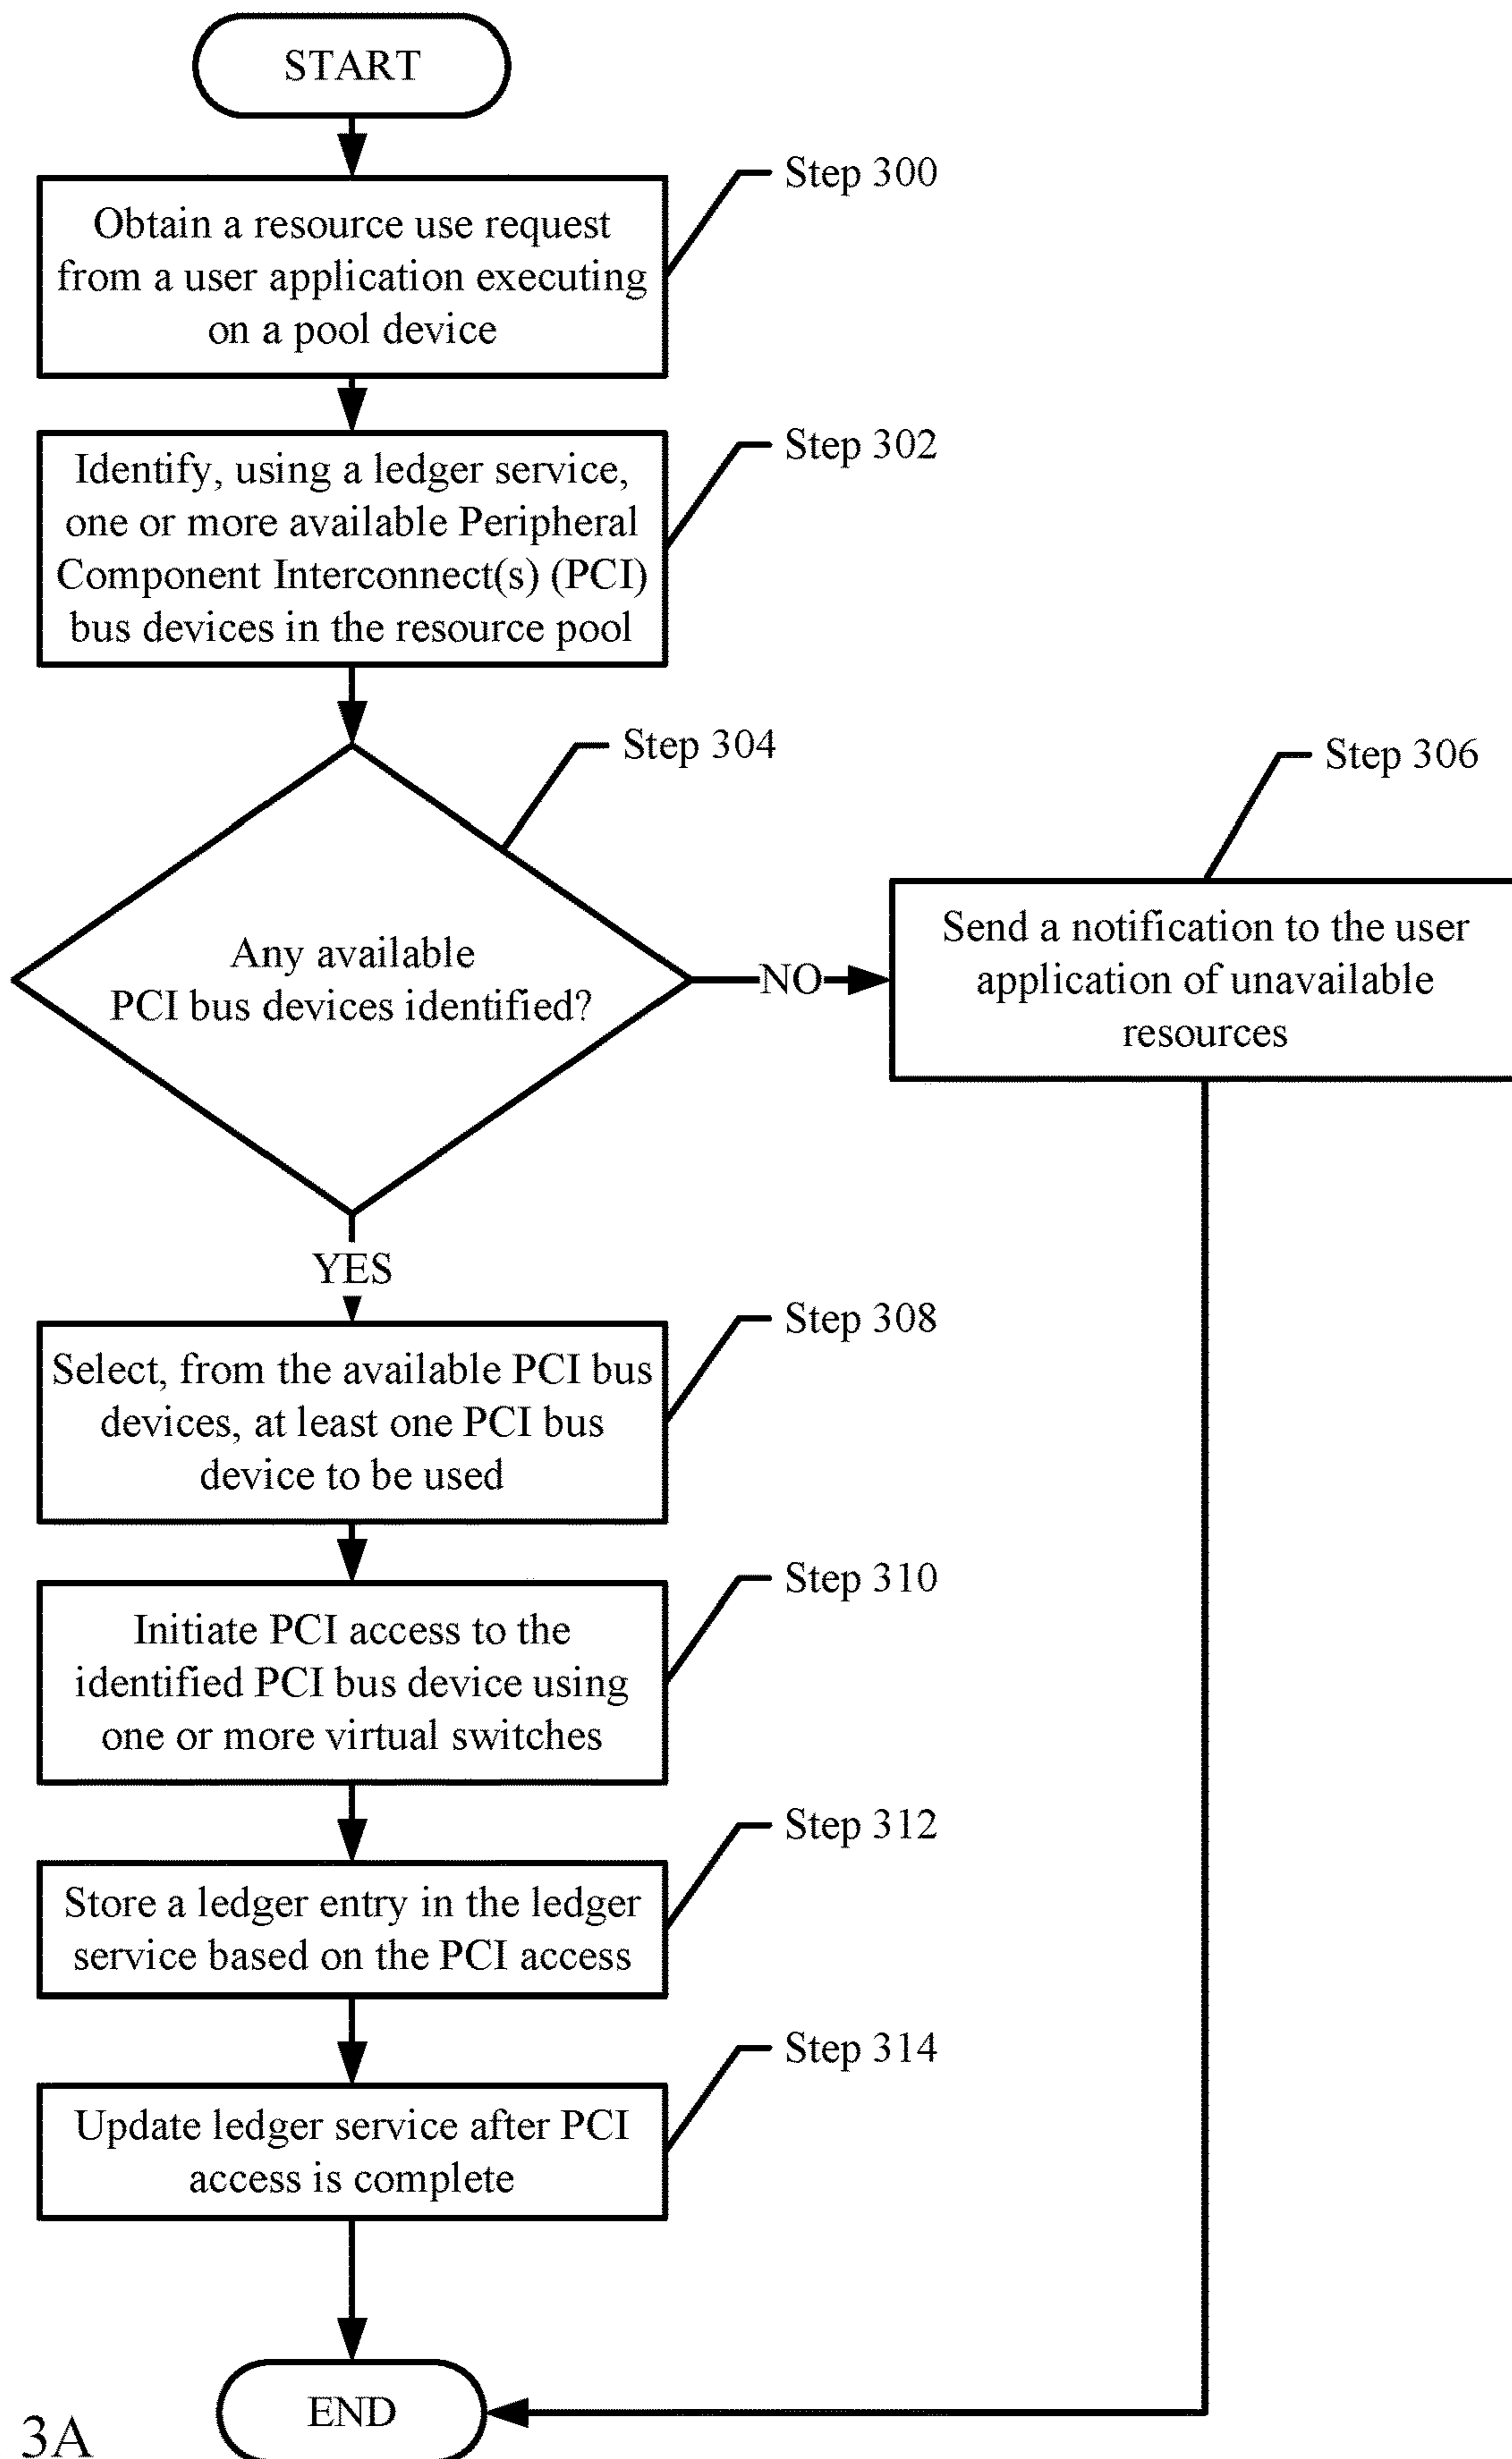 START
Step 300
Obtain a resource use request
from a user application executing
on a pool device
Step 302
Identify, using a ledger service,
one or more available Peripheral
Component Interconnect(s) (PCI)
bus devices in the resource pool
Step 304
Any available
PCI bus devices identified?
NO
Step 306
Send a notification to the user
application of unavailable
resources
YES
Step 308
Select, from the available PCI bus
devices, at least one PCI bus
device to be used
Step 310
Initiate PCI access to the
identified PCI bus device using
one or more virtual switches
Step 312
Store a ledger entry in the ledger
service based on the PCI access
Step 314
Update ledger service after PCI
access is complete
END
3A